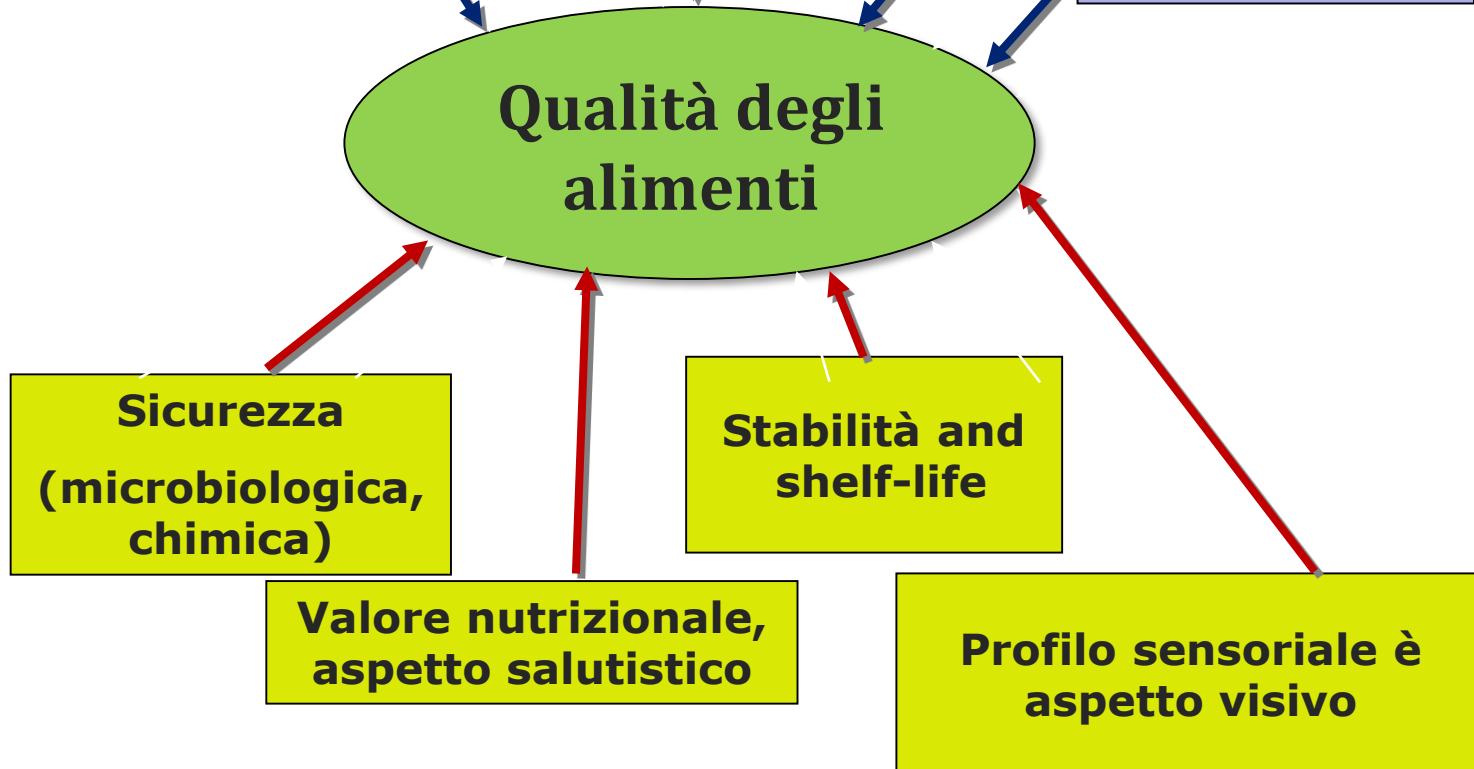 Qualità degli
alimenti
Sicurezza
(microbiologica,
chimica)
Stabilità and
shelf-life
Valore nutrizionale,
aspetto salutistico
Profilo sensoriale è
aspetto visivo